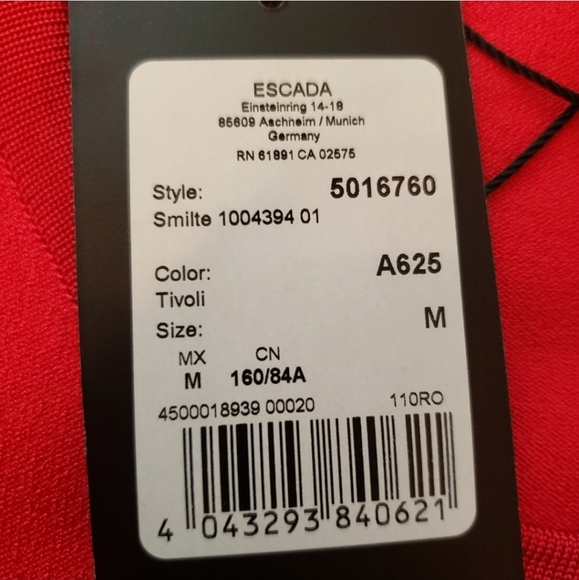 ESCADA
Einsteinring 14-18
85609 Aschheim / Munich
Germany
RN 61891 CA 02575
Style: 5016760
Smilte 1004394 01
Color: A625
Tivoli
Size: M
MX CN
M 160/84A
4500018939 00020 110RO
4 043293 840621